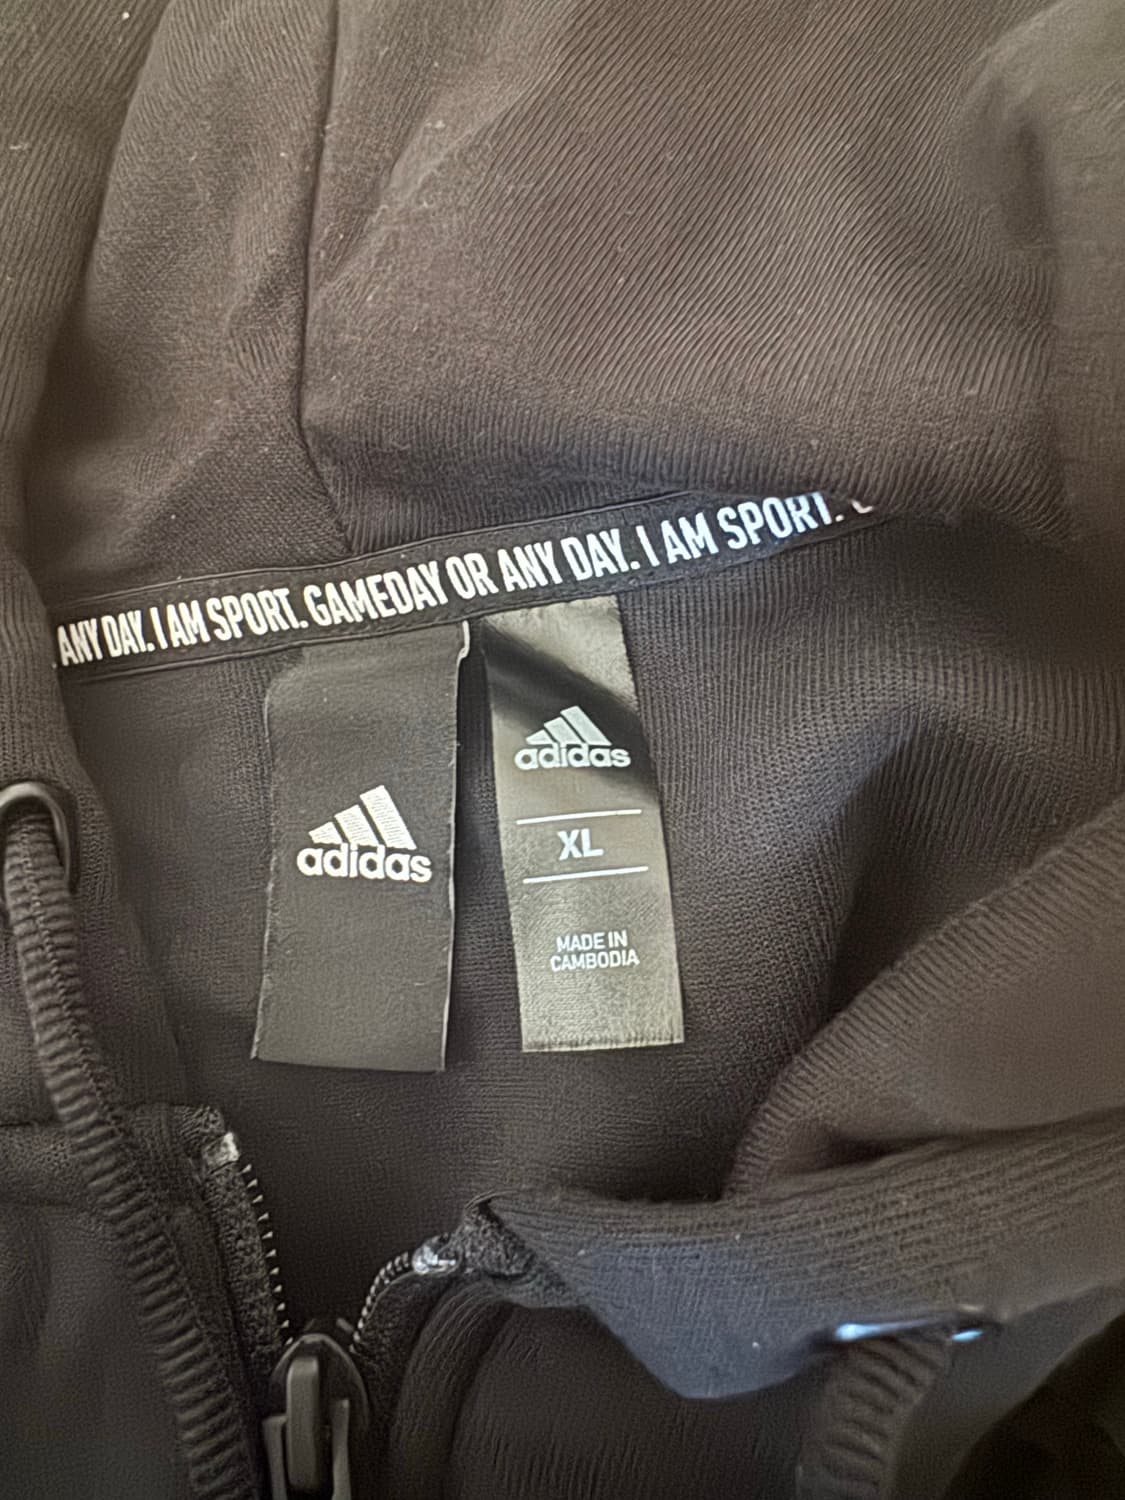 ANY DAY. I AM SPORT. GAMEDAY OR ANY DAY. I AM SPORT.
adidas
adidas
XL
MADE IN
CAMBODIA